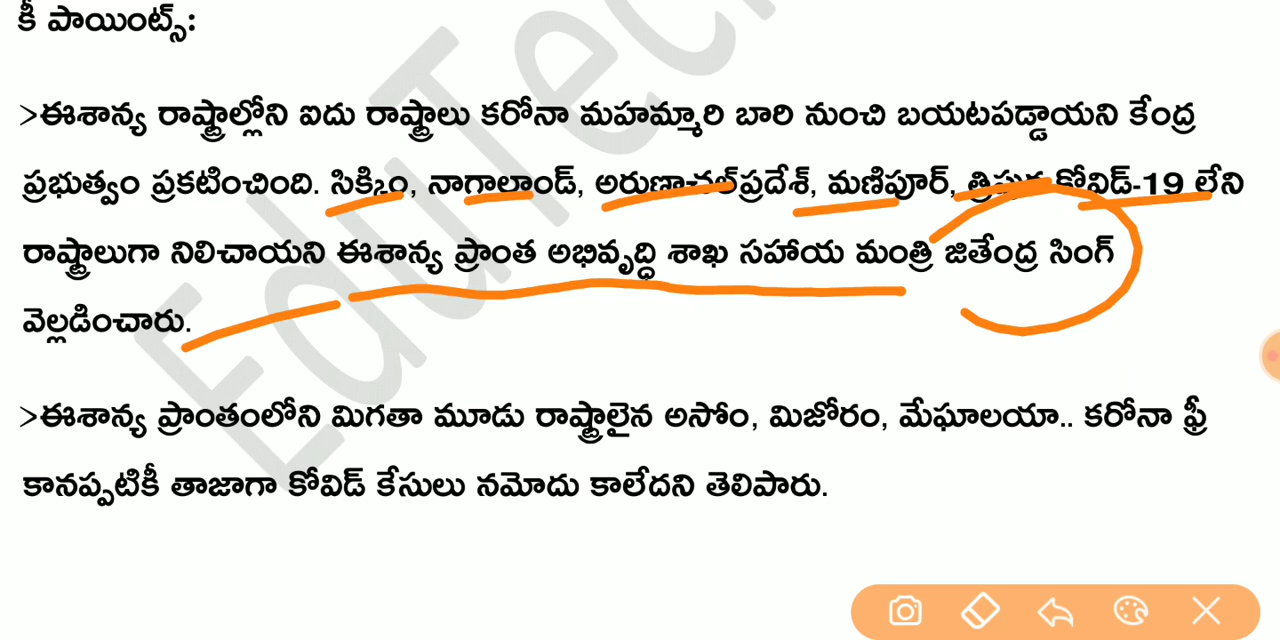 కీ పాయింట్స్:
>ఈశాన్య రాష్ట్రాల్లోని ఐదు రాష్ట్రాలు కరోనా మహమ్మారి బారి నుంచి బయటపడ్డాయని కేంద్ర
ప్రభుత్వం ప్రకటించింది. సిక్కిం, నాగాలాండ్, అరుణాచల్‌ప్రదేశ్, మణిపూర్, త్రిపుర కోవిడ్-19 లేని
రాష్ట్రాలుగా నిలిచాయని ఈశాన్య ప్రాంత అభివృద్ధి శాఖ సహాయ మంత్రి జితేంద్ర సింగ్
వెల్లడించారు.
>ఈశాన్య ప్రాంతంలోని మిగతా మూడు రాష్ట్రాలైన అసోం, మిజోరం, మేఘాలయా.. కరోనా ఫ్రీ
కానప్పటికీ తాజాగా కోవిడ్ కేసులు నమోదు కాలేదని తెలిపారు.
EduTec